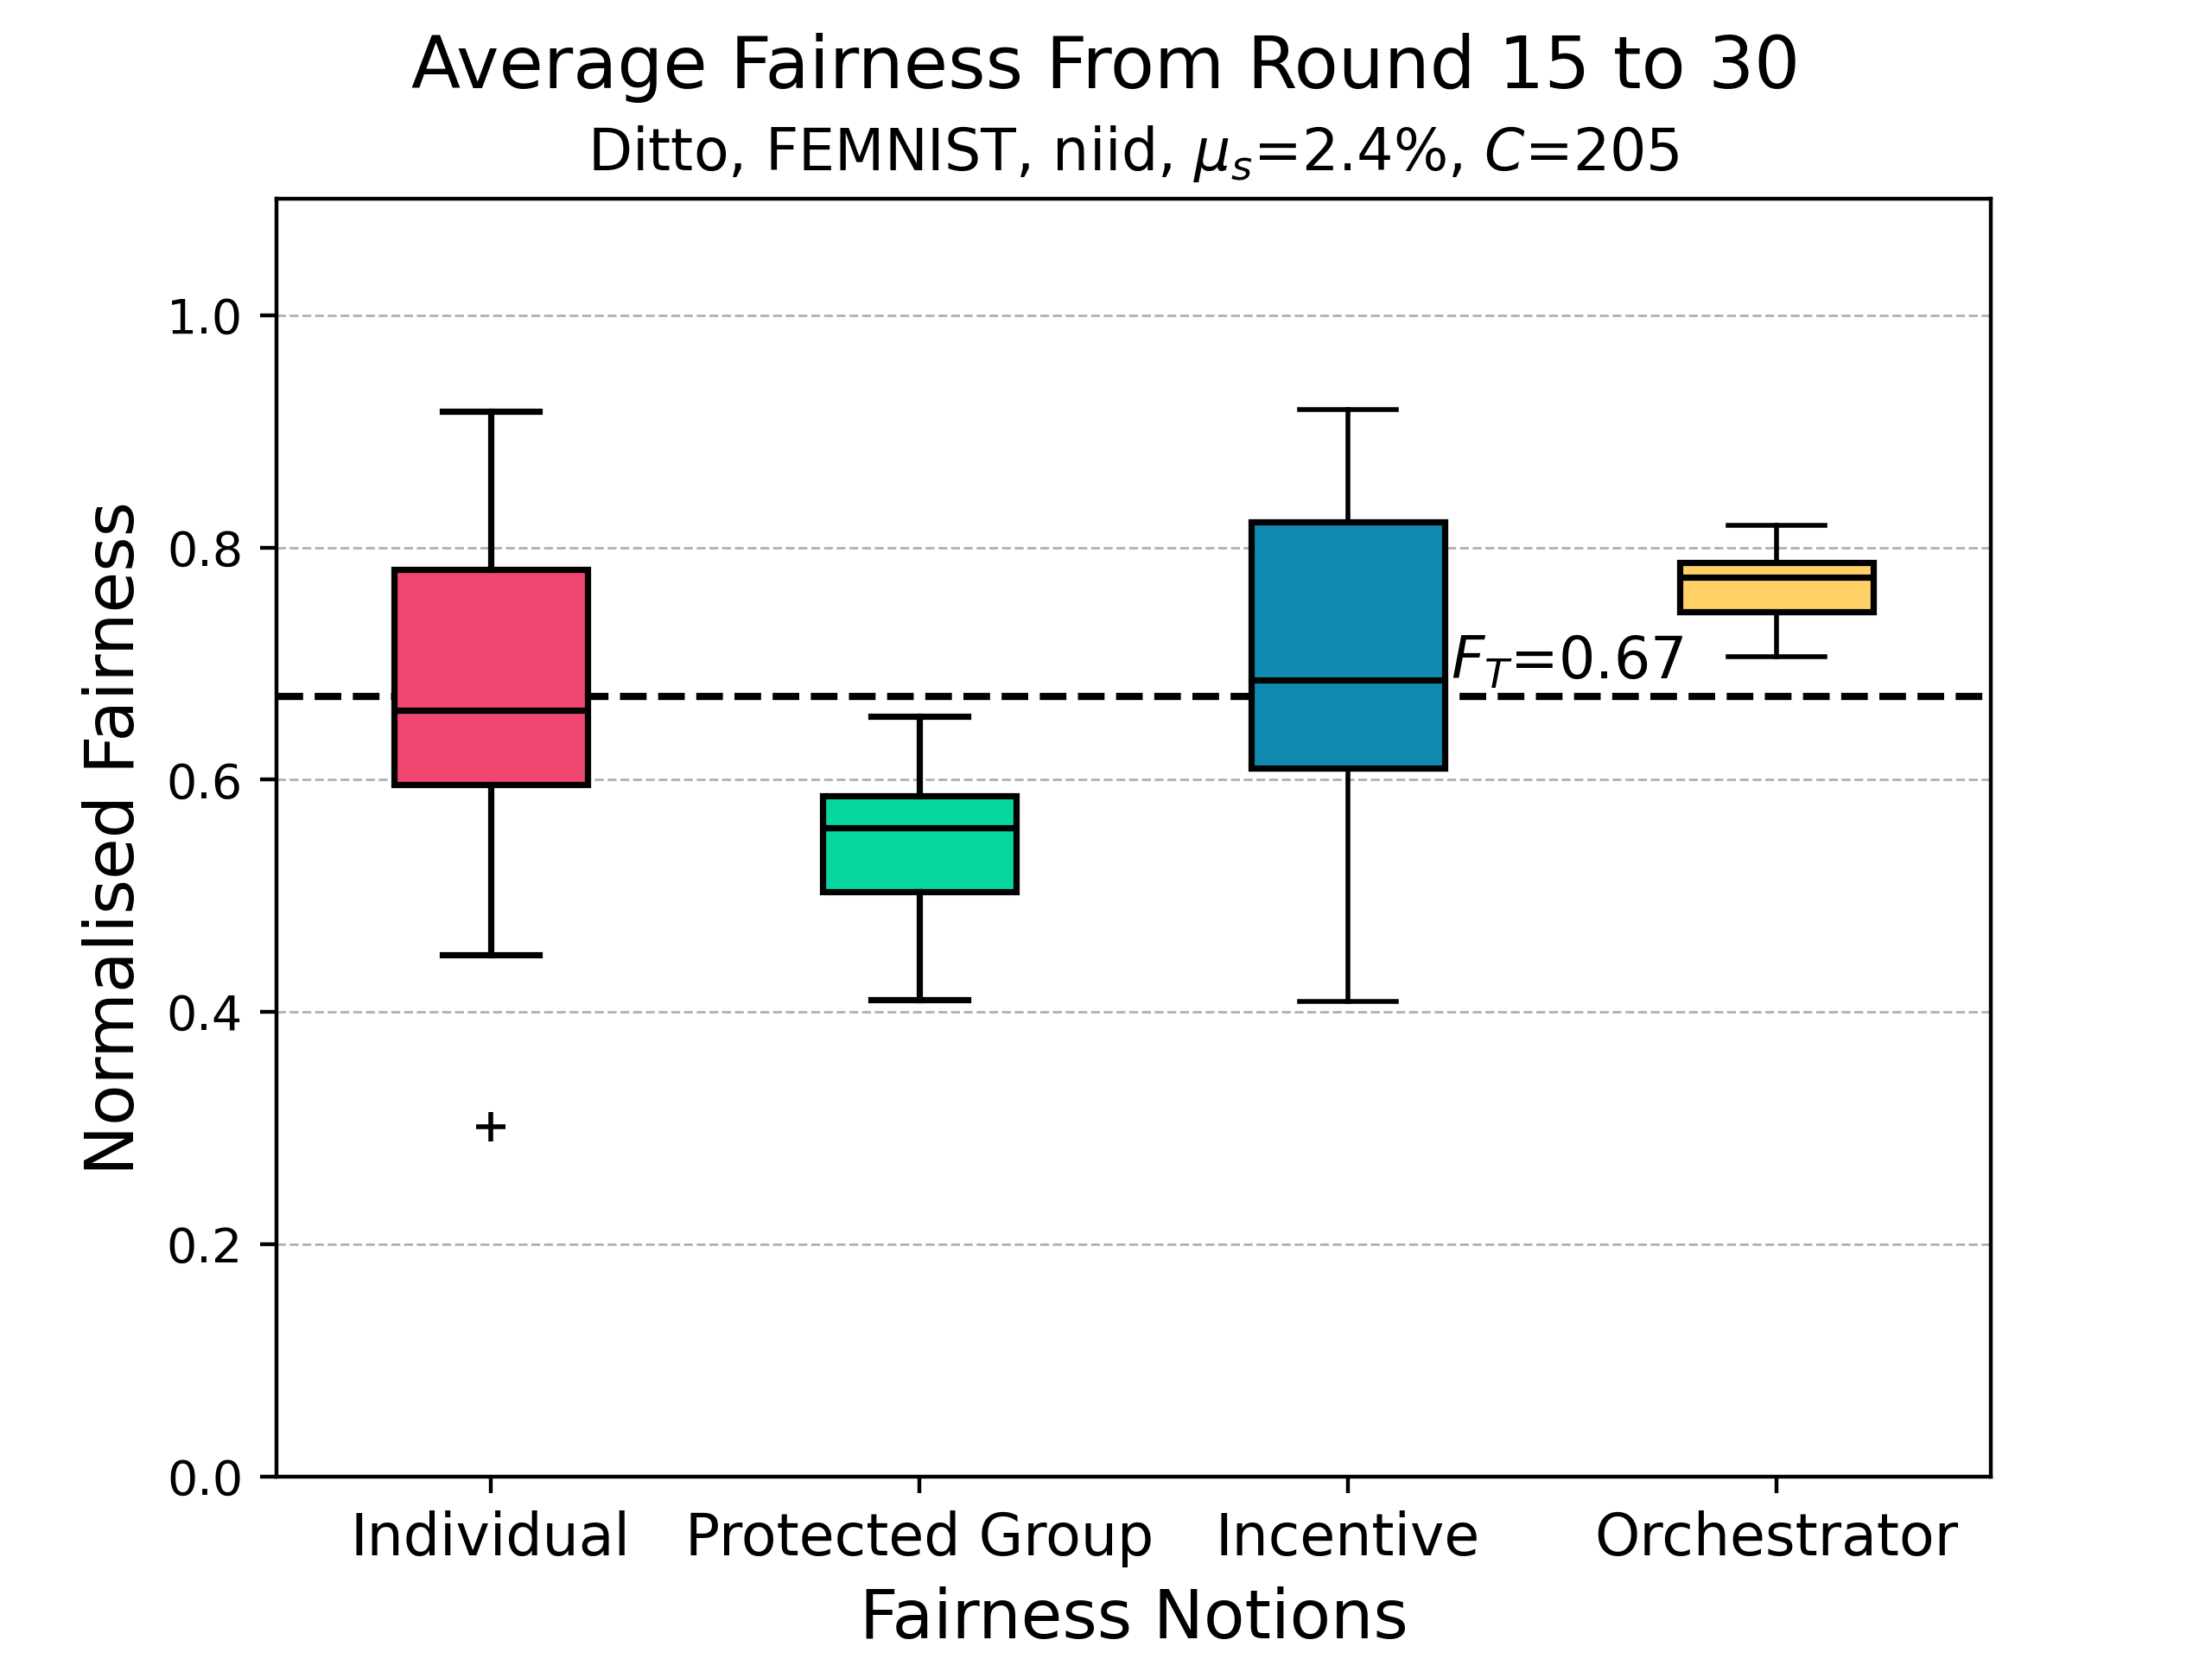 Average Fairness From Round 15 to 30
Ditto, FEMNIST, niid, μₛ=2.4%, C=205
Normalised Fairness
1.0
0.8
0.6
0.4
0.2
0.0
F_T=0.67
Individual Protected Group Incentive Orchestrator
Fairness Notions